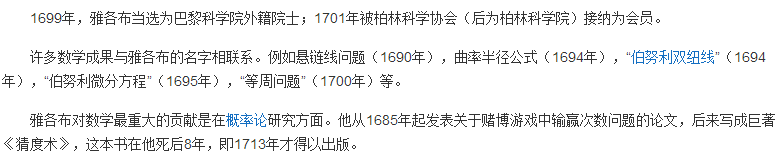 1699年，雅各布当选为巴黎科学院外籍院士；1701年被柏林科学协会（后为柏林科学院）接纳为会员。
许多数学成果与雅各布的名字相联系。例如悬链线问题（1690年），曲率半径公式（1694年），“伯努利双纽线”（1694
年），“伯努利微分方程”（1695年），“等周问题”（1700年）等。
雅各布对数学最重大的贡献是在概率论研究方面。他从1685年起发表关于赌博游戏中输赢次数问题的论文，后来写成巨著
《猜度术》，这本书在他死后8年，即1713年才得以出版。